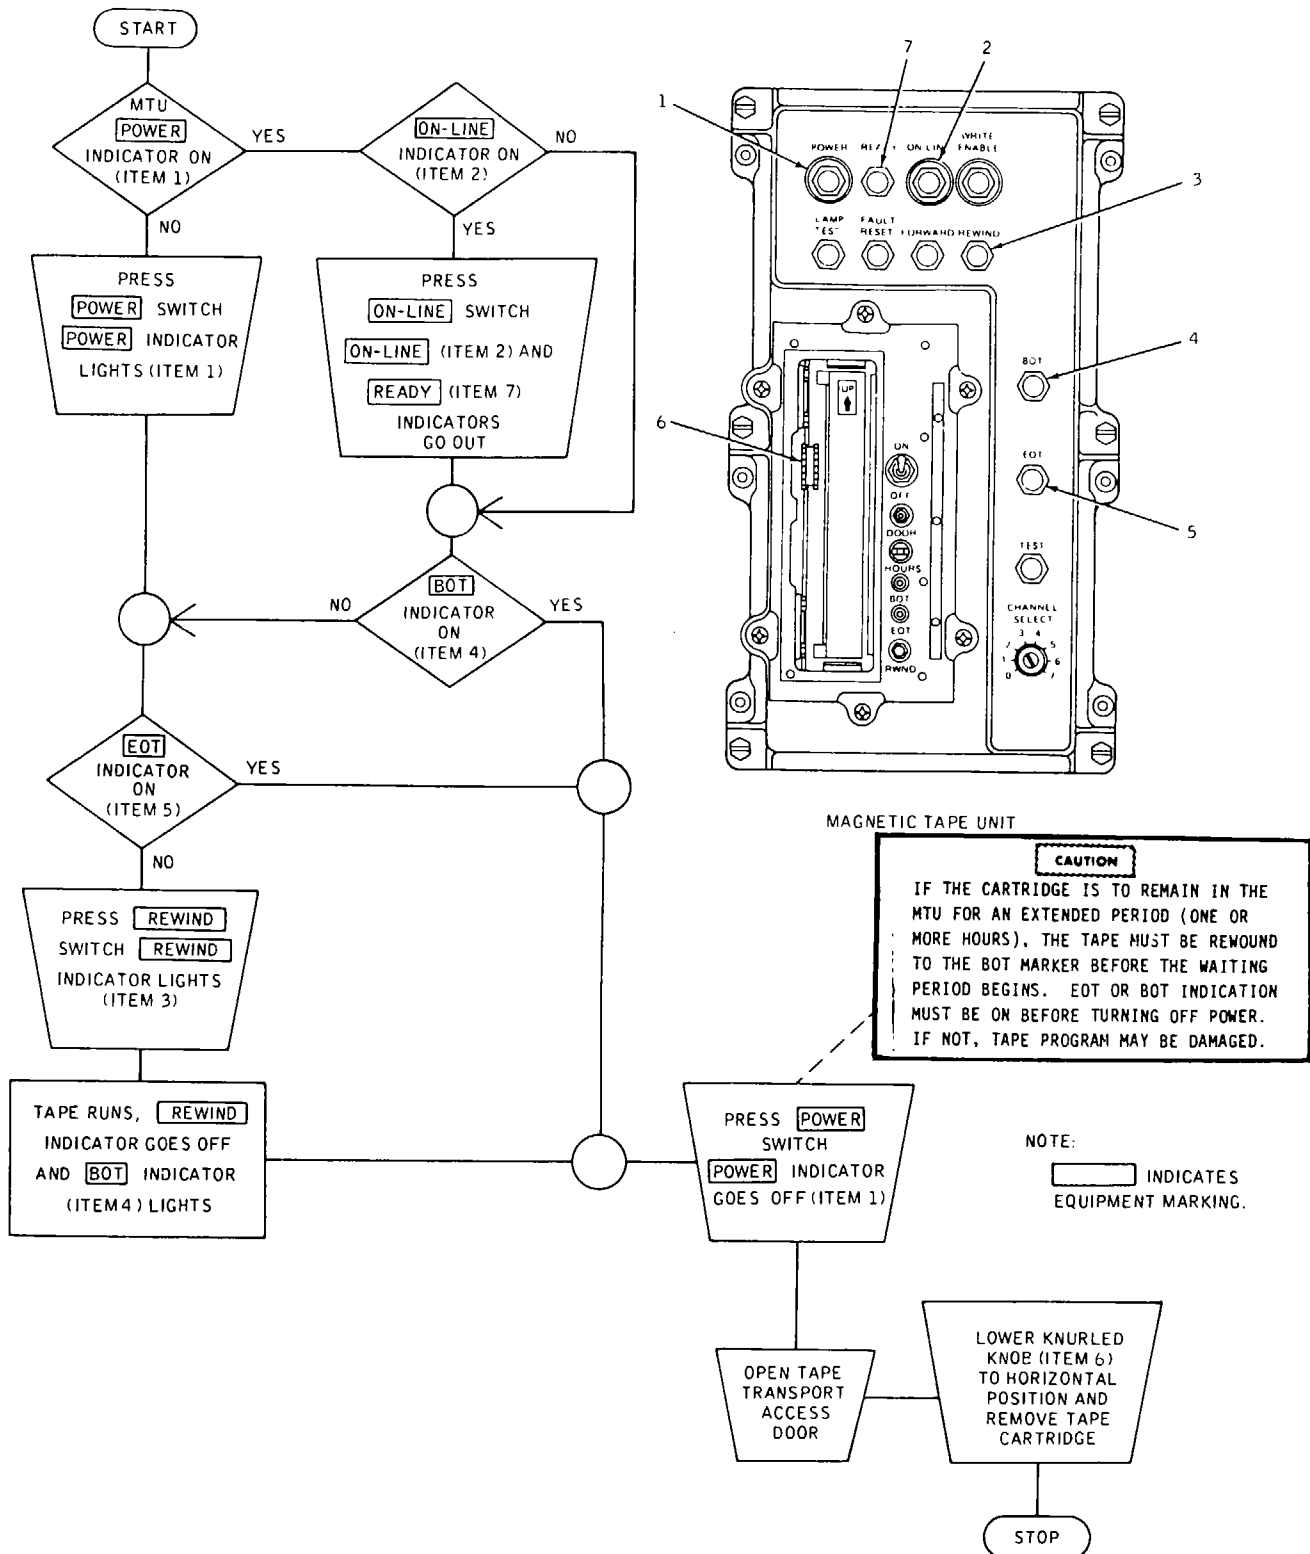 START
MTU
POWER
INDICATOR ON
(ITEM 1)
YES
NO
ON-LINE
INDICATOR ON
(ITEM 2)
NO
YES
PRESS
POWER SWITCH
POWER INDICATOR
LIGHTS (ITEM 1)
PRESS
ON-LINE SWITCH
ON-LINE (ITEM 2) AND
READY (ITEM 7)
INDICATORS
GO OUT
BOT
INDICATOR
ON
(ITEM 4)
NO
YES
EOT
INDICATOR
ON
(ITEM 5)
YES
NO
PRESS REWIND
SWITCH REWIND
INDICATOR LIGHTS
(ITEM 3)
TAPE RUNS, REWIND
INDICATOR GOES OFF
AND BOT INDICATOR
(ITEM 4) LIGHTS
7
2
1
3
4
6
5
POWER
ON LINE
WRITE
ENABLE
LAMP
TEST
FAULT
RESET
FORWARD
REWIND
BOT
EOT
TEST
CHANNEL
SELECT
3 4
5
1
6
0
7
UP
ON
OFF
DOOR
HOURS
BOT
EOT
RWND
MAGNETIC TAPE UNIT
CAUTION
IF THE CARTRIDGE IS TO REMAIN IN THE
MTU FOR AN EXTENDED PERIOD (ONE OR
MORE HOURS), THE TAPE MUST BE REWOUND
TO THE BOT MARKER BEFORE THE WAITING
PERIOD BEGINS. EOT OR BOT INDICATION
MUST BE ON BEFORE TURNING OFF POWER.
IF NOT, TAPE PROGRAM MAY BE DAMAGED.
PRESS POWER
SWITCH
POWER INDICATOR
GOES OFF (ITEM 1)
NOTE:
INDICATES
EQUIPMENT MARKING.
OPEN TAPE
TRANSPORT
ACCESS
DOOR
LOWER KNURLED
KNOB (ITEM 6)
TO HORIZONTAL
POSITION AND
REMOVE TAPE
CARTRIDGE
STOP